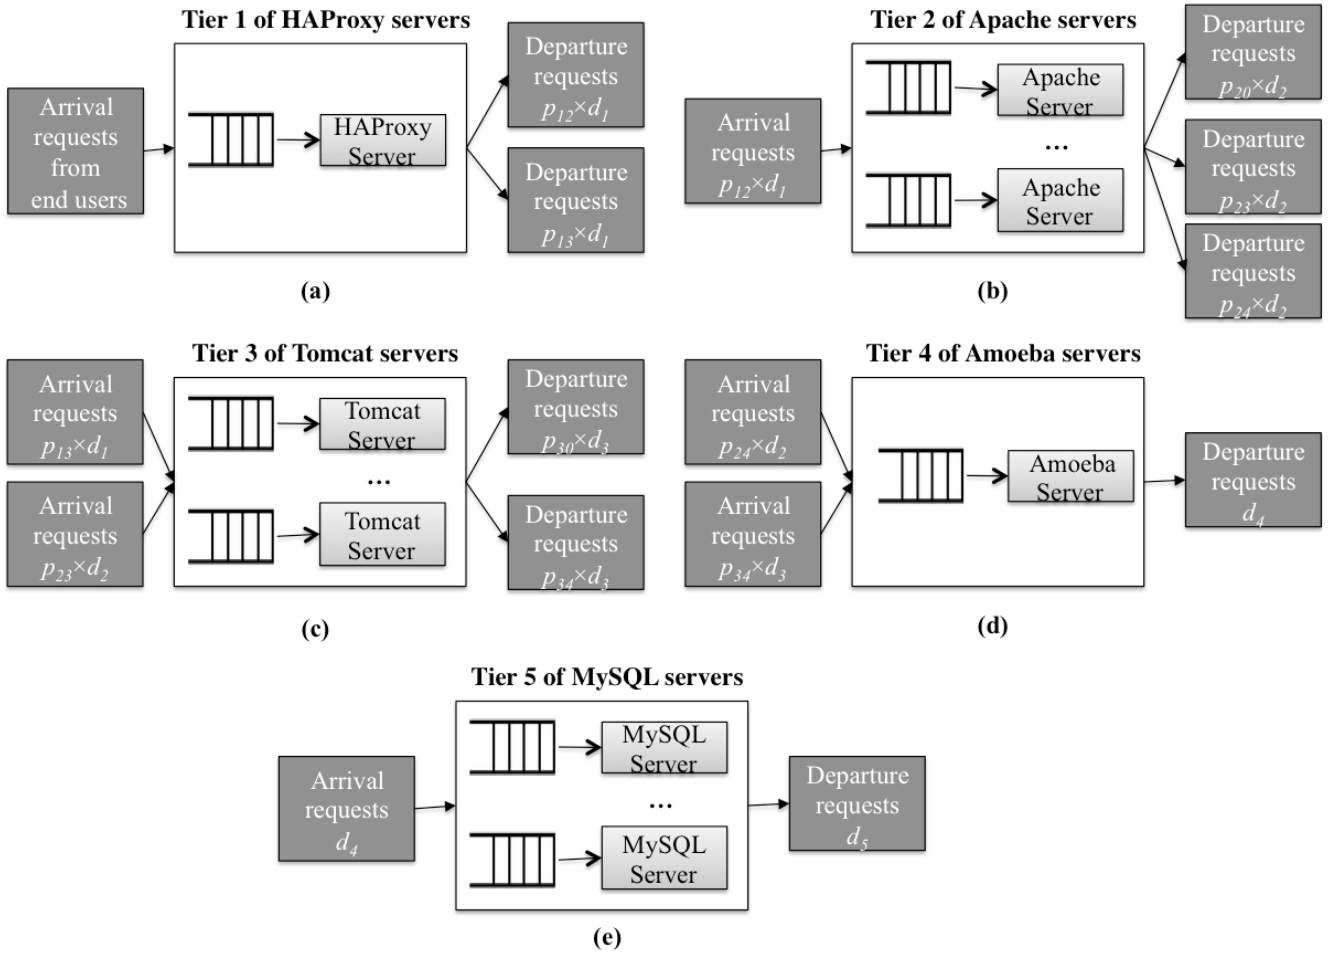 Tier 1 of HAProxy servers
Arrival
requests
from
end users
HAProxy
Server
Departure
requests
p12×d1
Departure
requests
p13×d1
(a)
Tier 2 of Apache servers
Arrival
requests
p12×d1
Apache
Server
...
Apache
Server
Departure
requests
p20×d2
Departure
requests
p23×d2
Departure
requests
p24×d2
(b)
Tier 3 of Tomcat servers
Arrival
requests
p13×d1
Arrival
requests
p23×d2
Tomcat
Server
...
Tomcat
Server
Departure
requests
p30×d3
Departure
requests
p34×d3
(c)
Tier 4 of Amoeba servers
Arrival
requests
p24×d2
Arrival
requests
p34×d3
Amoeba
Server
Departure
requests
d4
(d)
Tier 5 of MySQL servers
Arrival
requests
d4
MySQL
Server
...
MySQL
Server
Departure
requests
d5
(e)